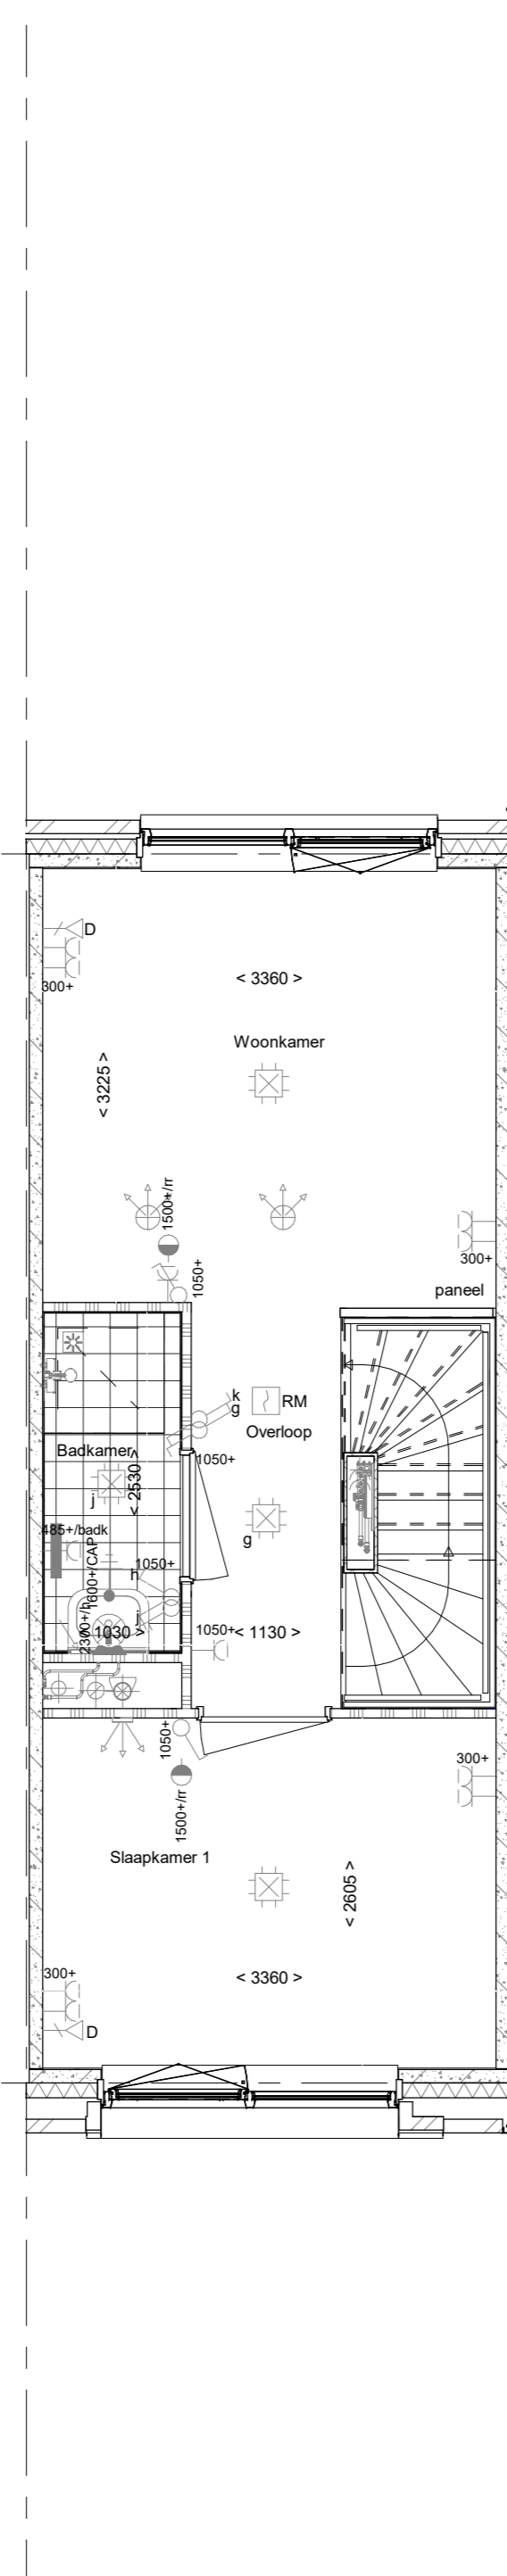 D
300+
< 3360 >
Woonkamer
< 3225 >
1500+/rr
1050+
300+
paneel
k
g
RM
Overloop
Badkamer
1050+
< 2530 >
j
g
485+/badk
1600+/CAP
1050+
h
j
2300+/h
< 1030 >
1050+
< 1130 >
1050+
1500+/rr
300+
Slaapkamer 1
< 2605 >
300+
< 3360 >
D